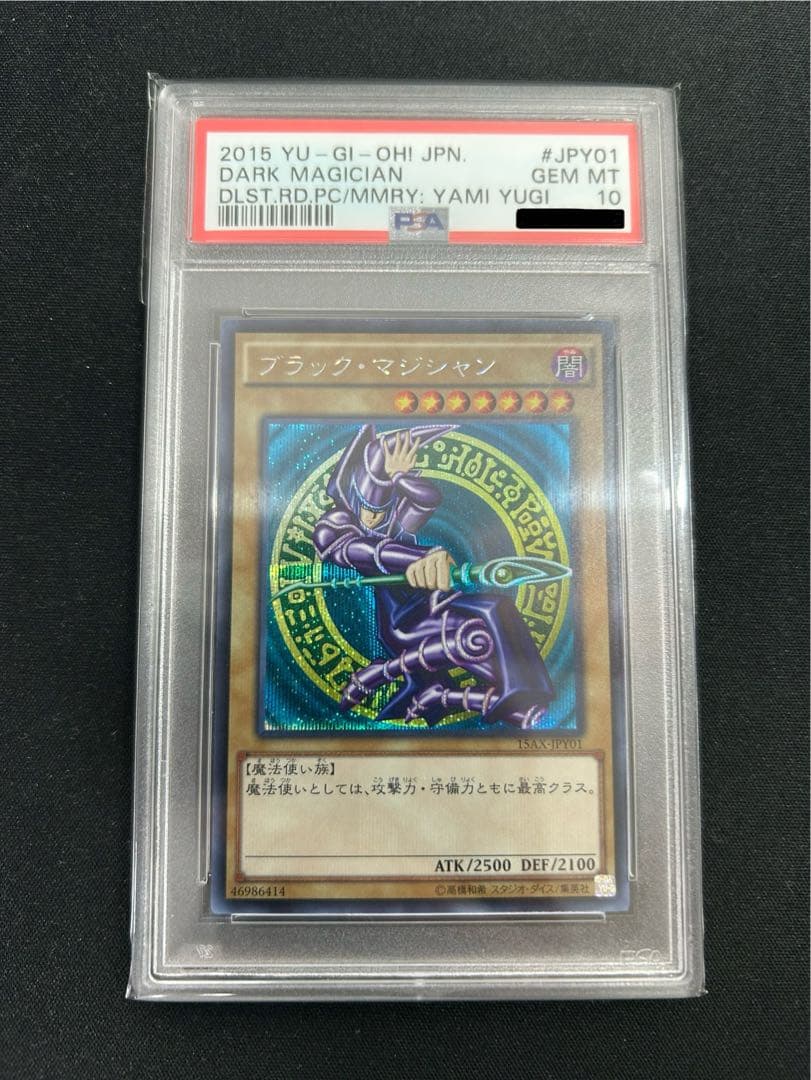 2015 YU-GI-OH! JPN. #JPY01
DARK MAGICIAN GEM MT
DLST.RD.PC/MMRY: YAMI YUGI 10
PSA
ブラック・マジシャン
闇
15AX-JPY01
【魔法使い族】
魔法使いとしては、攻撃力・守備力ともに最高クラス。
ATK/2500 DEF/2100
46986414 ©高橋和希 スタジオ・ダイス/集英社
PSA